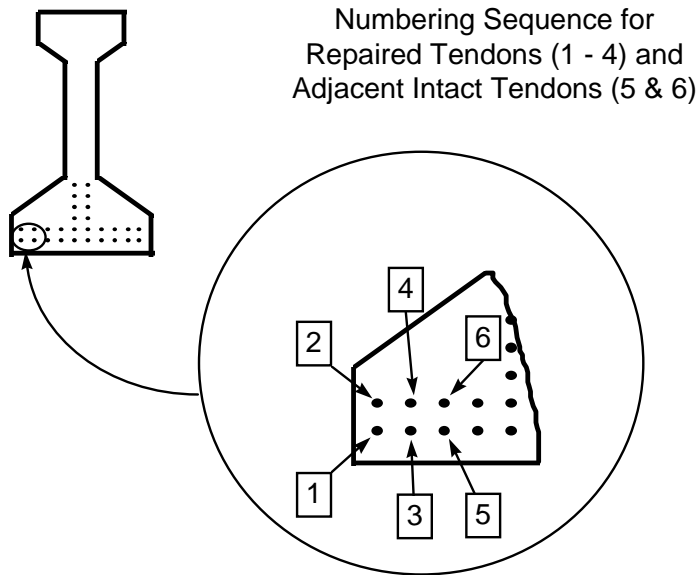 Numbering Sequence for
Repaired Tendons (1 - 4) and
Adjacent Intact Tendons (5 & 6)
4
2
6
1
3
5